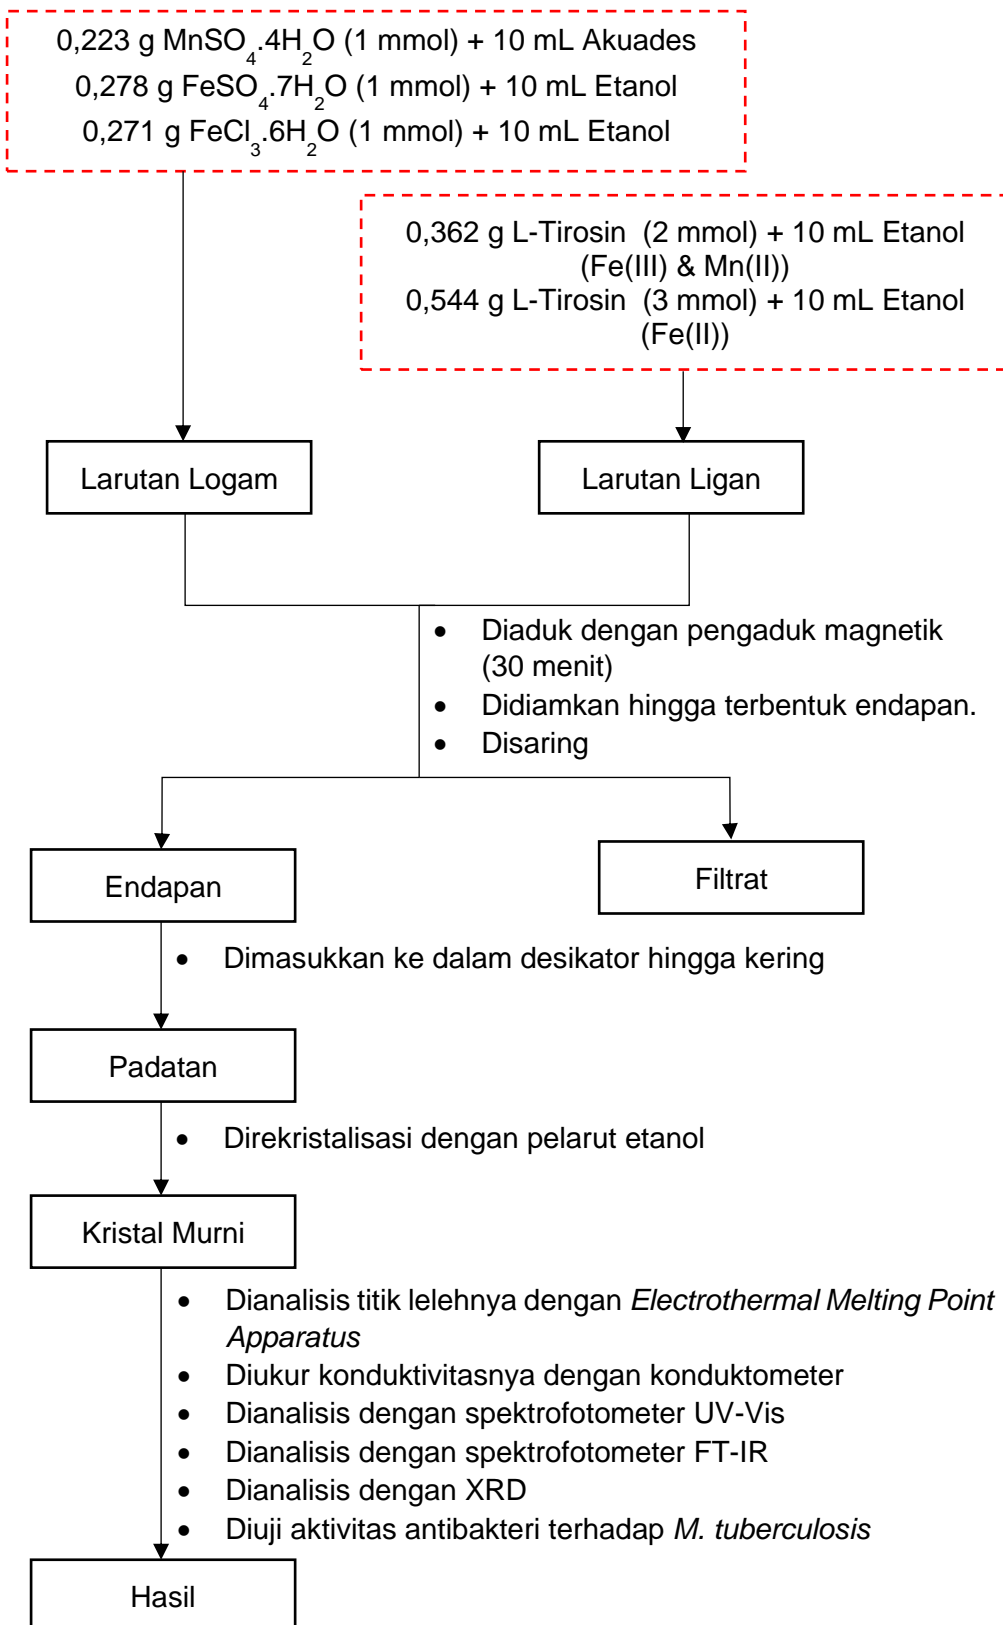 0,223 g MnSO₄.4H₂O (1 mmol) + 10 mL Akuades
0,278 g FeSO₄.7H₂O (1 mmol) + 10 mL Etanol
0,271 g FeCl₃.6H₂O (1 mmol) + 10 mL Etanol
0,362 g L-Tirosin (2 mmol) + 10 mL Etanol
(Fe(III) & Mn(II))
0,544 g L-Tirosin (3 mmol) + 10 mL Etanol
(Fe(II))
Larutan Logam
Larutan Ligan
• Diaduk dengan pengaduk magnetik
(30 menit)
• Didiamkan hingga terbentuk endapan.
• Disaring
Endapan
Filtrat
• Dimasukkan ke dalam desikator hingga kering
Padatan
• Direkristalisasi dengan pelarut etanol
Kristal Murni
• Dianalisis titik lelehnya dengan Electrothermal Melting Point
Apparatus
• Diukur konduktivitasnya dengan konduktometer
• Dianalisis dengan spektrofotometer UV-Vis
• Dianalisis dengan spektrofotometer FT-IR
• Dianalisis dengan XRD
• Diuji aktivitas antibakteri terhadap M. tuberculosis
Hasil